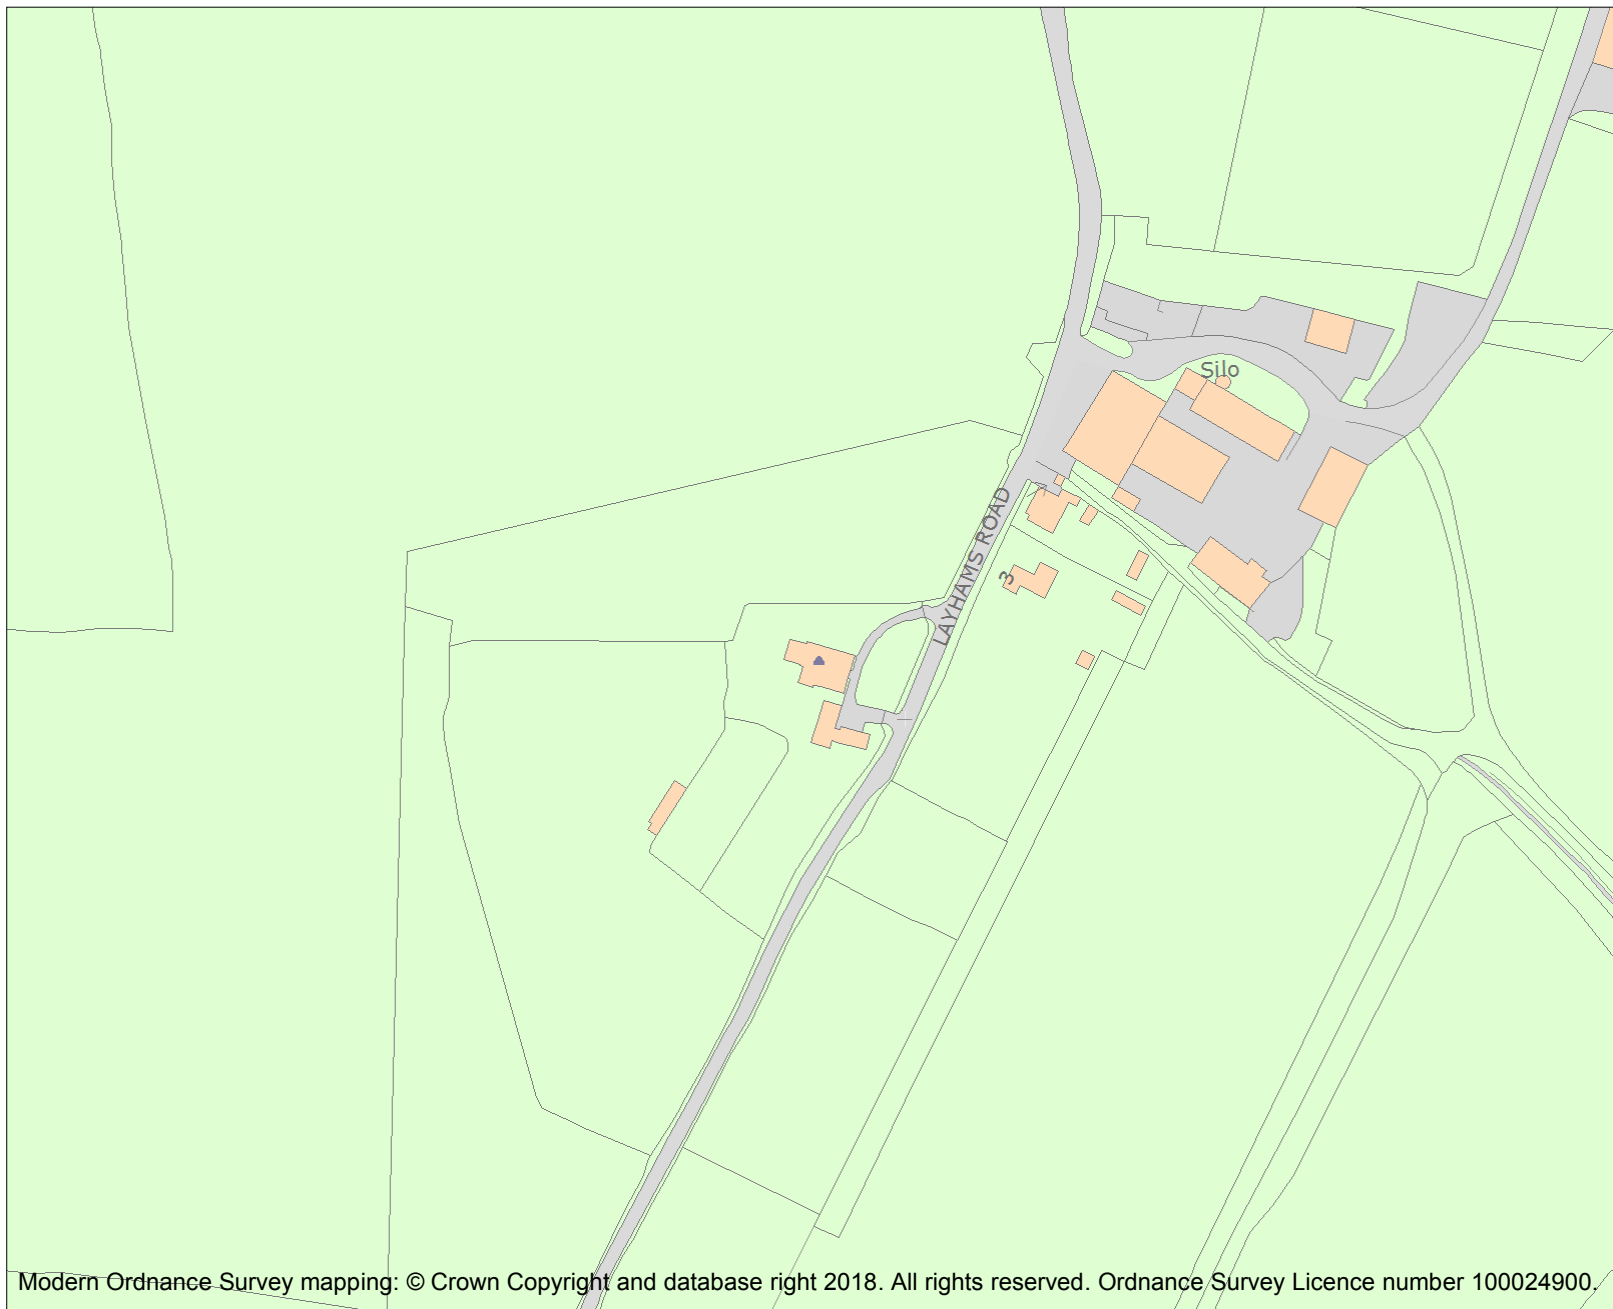 Silo
LAYHAMS ROAD
3
Modern Ordnance Survey mapping: © Crown Copyright and database right 2018. All rights reserved. Ordnance Survey Licence number 100024900.